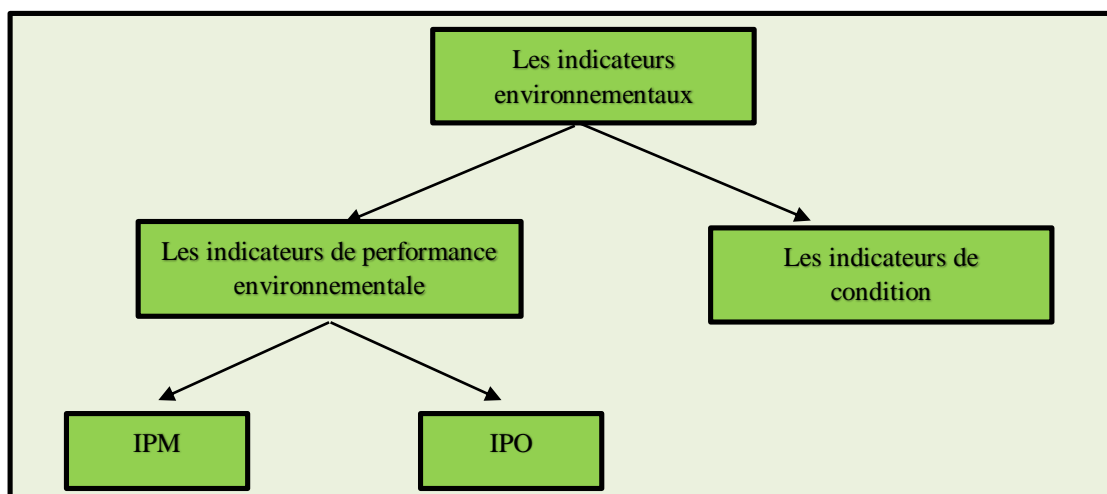 Les indicateurs
environnementaux
Les indicateurs de performance
environnementale
Les indicateurs de
condition
IPM
IPO